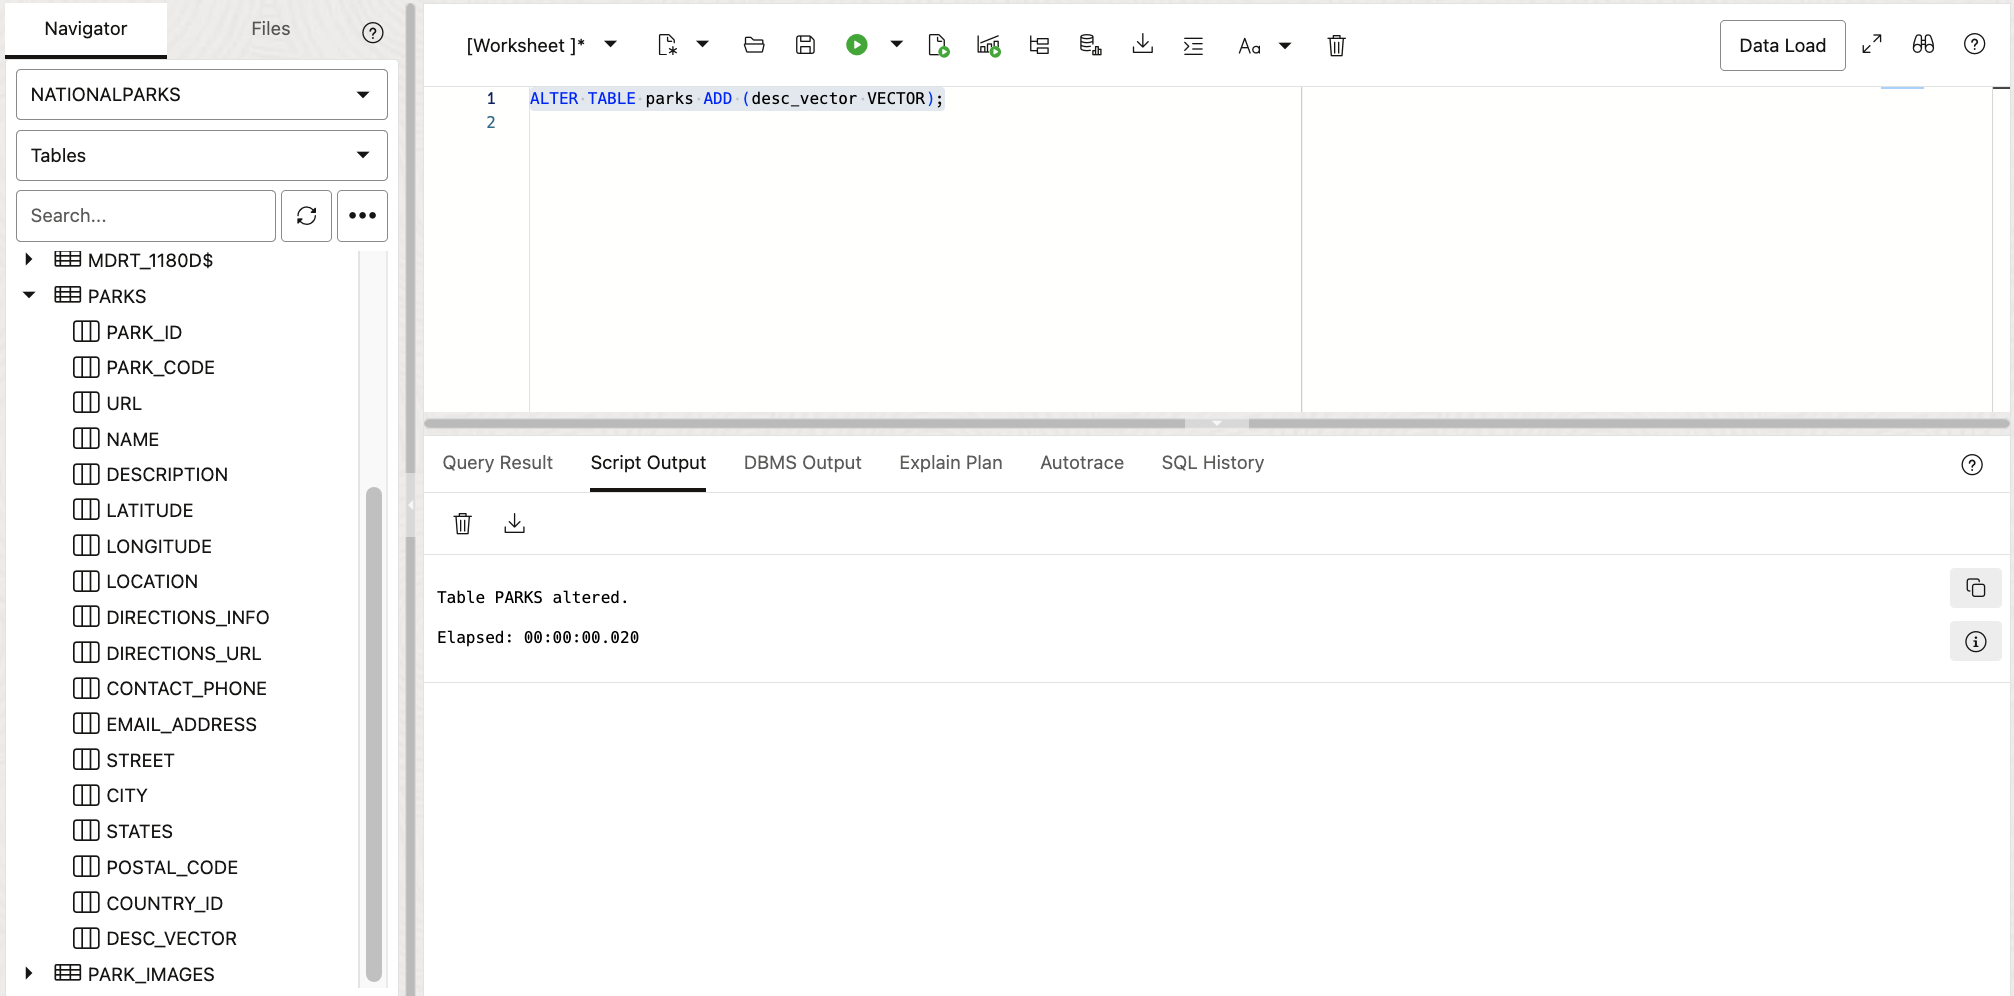 Navigator
Files
NATIONALPARKS
Tables
Search...
MDRT_1180D$
PARKS
PARK_ID
PARK_CODE
URL
NAME
DESCRIPTION
LATITUDE
LONGITUDE
LOCATION
DIRECTIONS_INFO
DIRECTIONS_URL
CONTACT_PHONE
EMAIL_ADDRESS
STREET
CITY
STATES
POSTAL_CODE
COUNTRY_ID
DESC_VECTOR
PARK_IMAGES
[Worksheet ]*
Aa
Data Load
1 ALTER TABLE parks ADD (desc_vector VECTOR);
2
Query Result Script Output DBMS Output Explain Plan Autotrace SQL History
Table PARKS altered.
Elapsed: 00:00:00.020